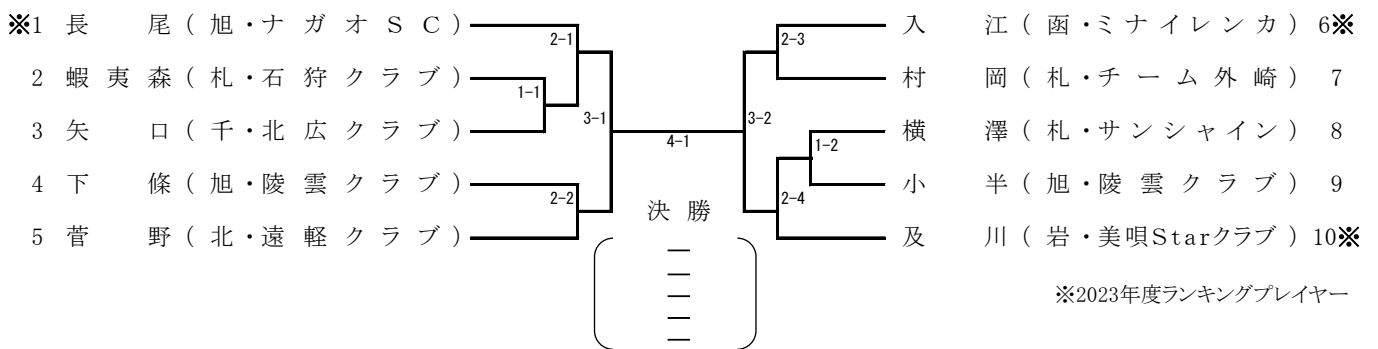 ※1 長尾(旭・ナガオSC)
2 蝦夷森(札・石狩クラブ)
3 矢口(千・北広クラブ)
4 下條(旭・陵雲クラブ)
5 菅野(北・遠軽クラブ)
2-1
1-1
3-1
2-2
4-1
決勝
—
—
—
—
—
2-3
3-2
1-2
2-4
入江(函・ミナイレンカ) 6※
村岡(札・チーム外崎) 7
横澤(札・サンシャイン) 8
小半(旭・陵雲クラブ) 9
及川(岩・美唄Starクラブ) 10※
※2023年度ランキングプレイヤー